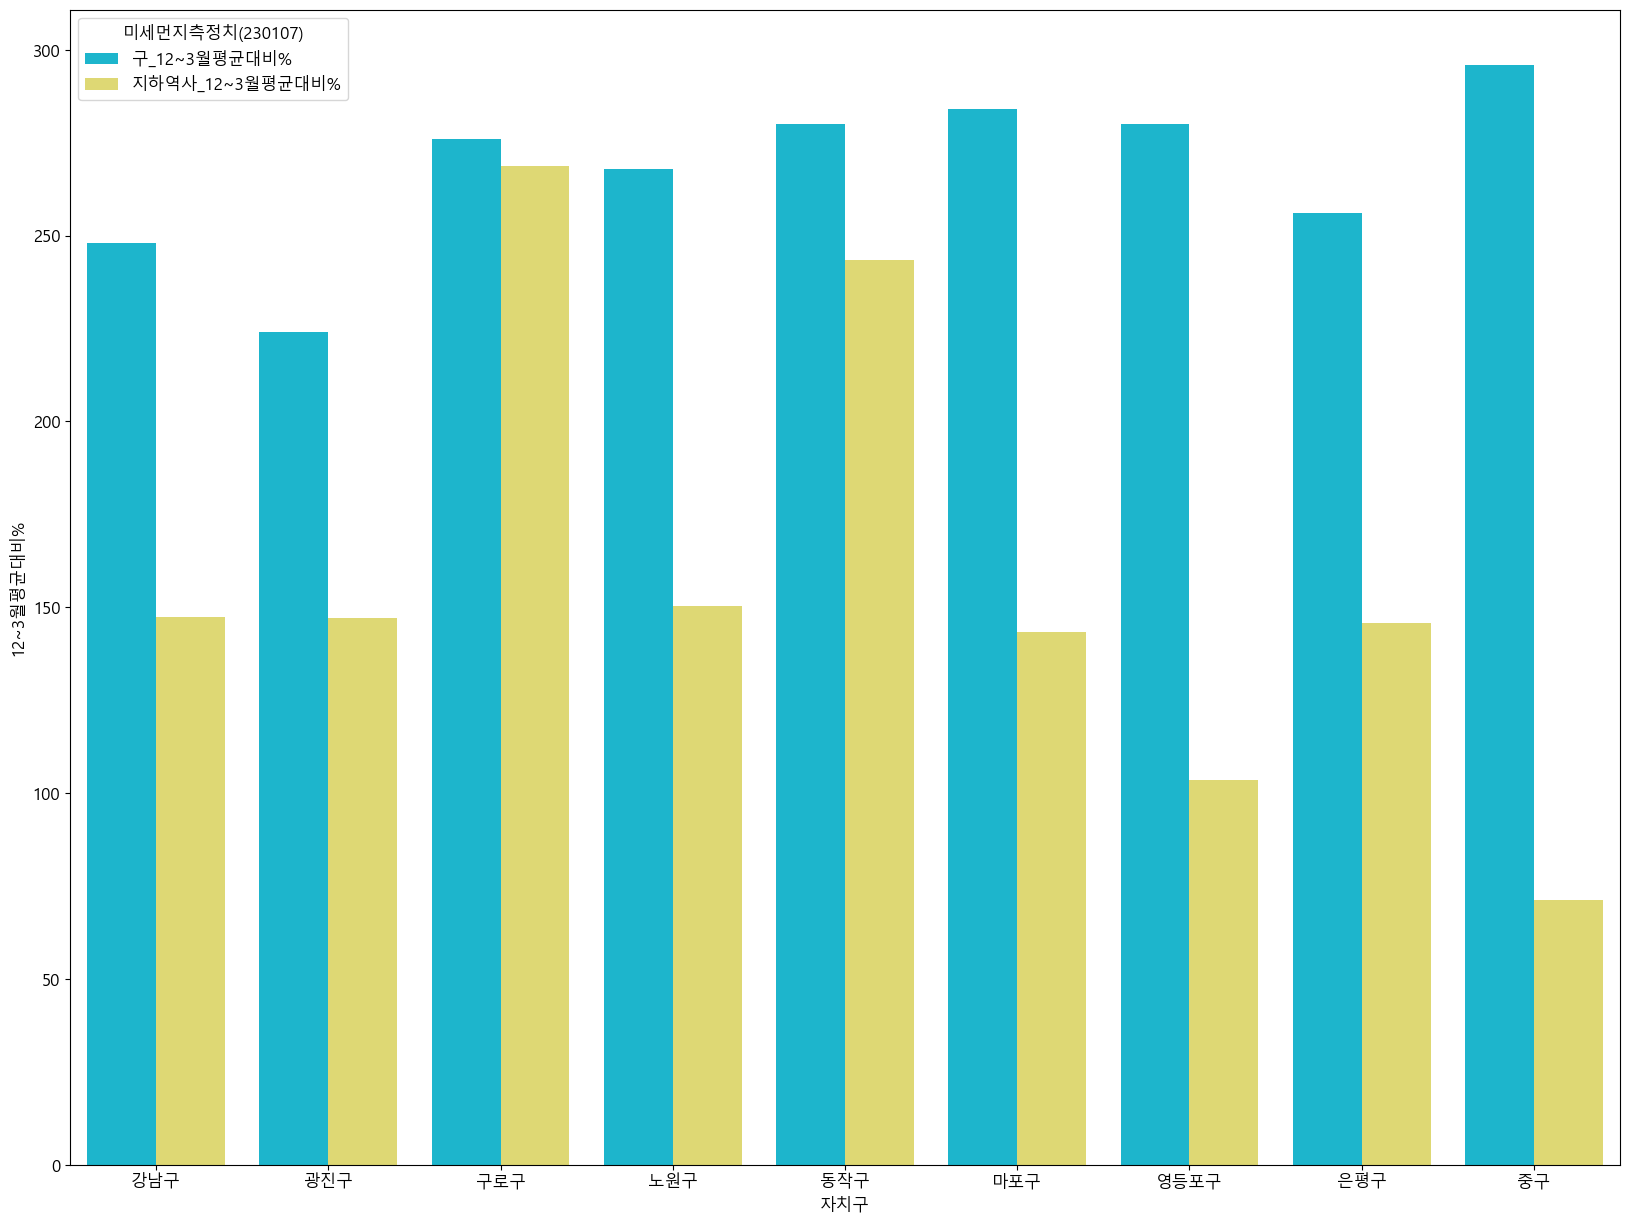 미세먼지측정치(230107)
구_12~3월평균대비%
지하역사_12~3월평균대비%
300
250
200
150
100
50
0
12~3월평균대비%
강남구 광진구 구로구 노원구 동작구 마포구 영등포구 은평구 중구
자치구